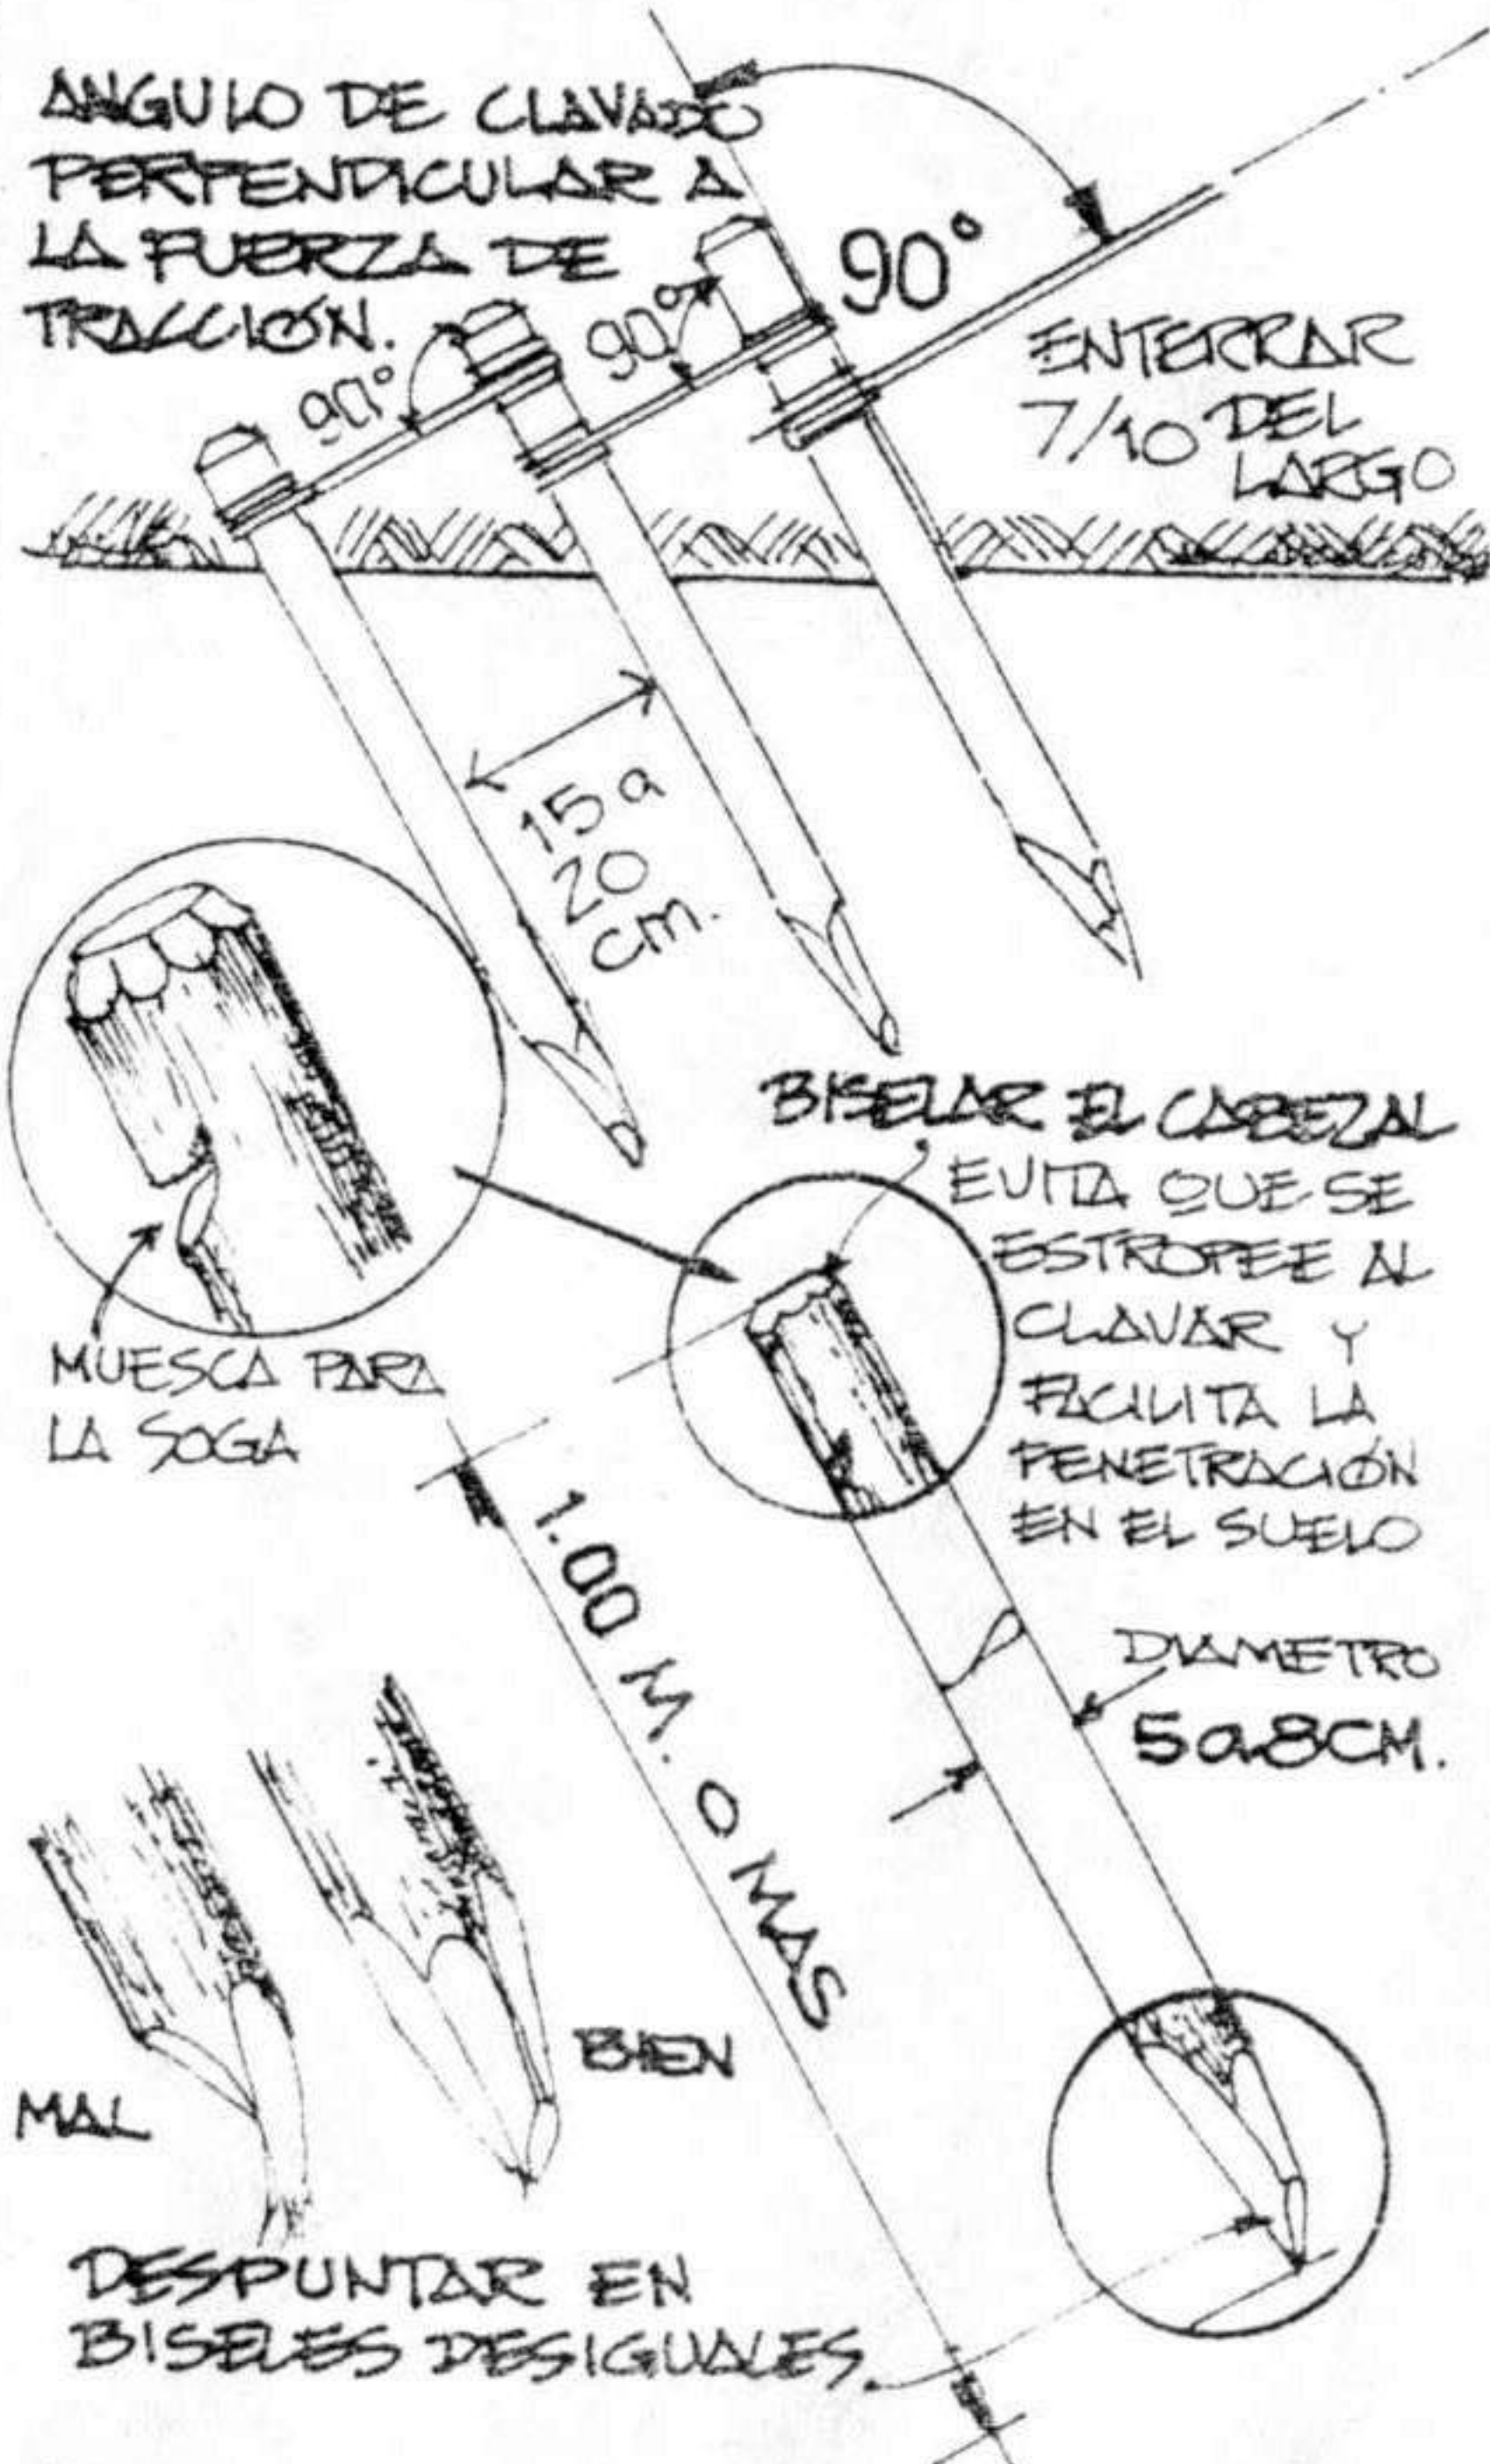 ANGULO DE CLAVADO
PERPENDICULAR A
LA FUERZA DE
TRACCIÓN.
90°
90°
90°
ENTERRAR
7/10 DEL
LARGO
15 a
20
cm.
BISELAR EL CABEZAL
EVITA QUE SE
ESTROPEE AL
CLAVAR Y
FACILITA LA
PENETRACIÓN
EN EL SUELO
MUESCA PARA
LA SOGA
1.00 M. O MAS
DIAMETRO
5 a 8 CM.
BIEN
MAL
DESPUNTAR EN
BISELES DESIGUALES.